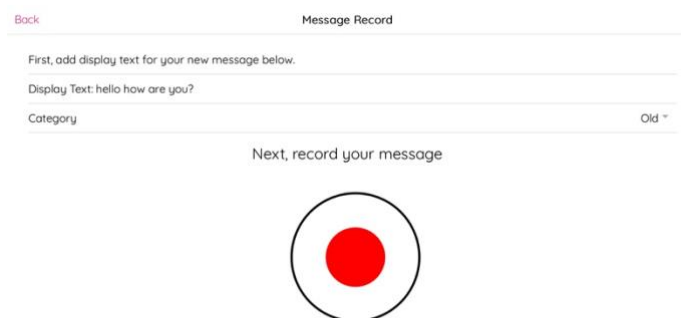 Back
Message Record
First, add display text for your new message below.
Display Text: hello how are you?
Category
Old
Next, record your message